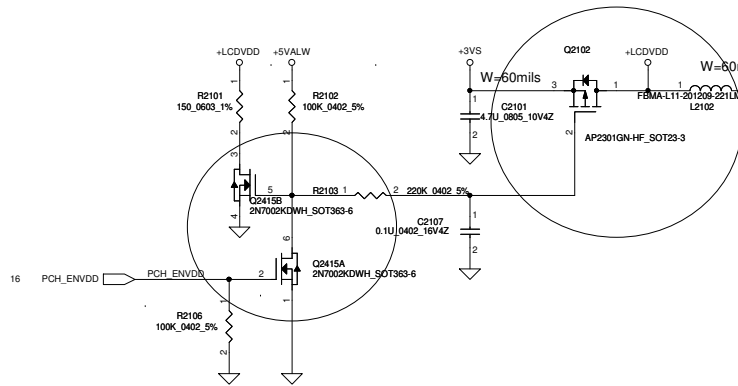 +LCDVDD
+5VALW
1
1
R2101
150_0603_1%
R2102
100K_0402_5%
2
2
3
5
Q2415B
2N7002KDWH_SOT363-6
4
R2103
1
2
220K_0402_5%
6
Q2415A
2N7002KDWH_SOT363-6
2
1
16
PCH_ENVDD
PCH_ENVDD
R2106
100K_0402_5%
1
2
C2107
0.1U_0402_16V4Z
1
2
+3VS
W=60mils
C2101
4.7U_0805_10V4Z
1
2
Q2102
3
1
2
AP2301GN-HF_SOT23-3
+LCDVDD
W=60m
1
FBMA-L11-201209-221LM
L2102